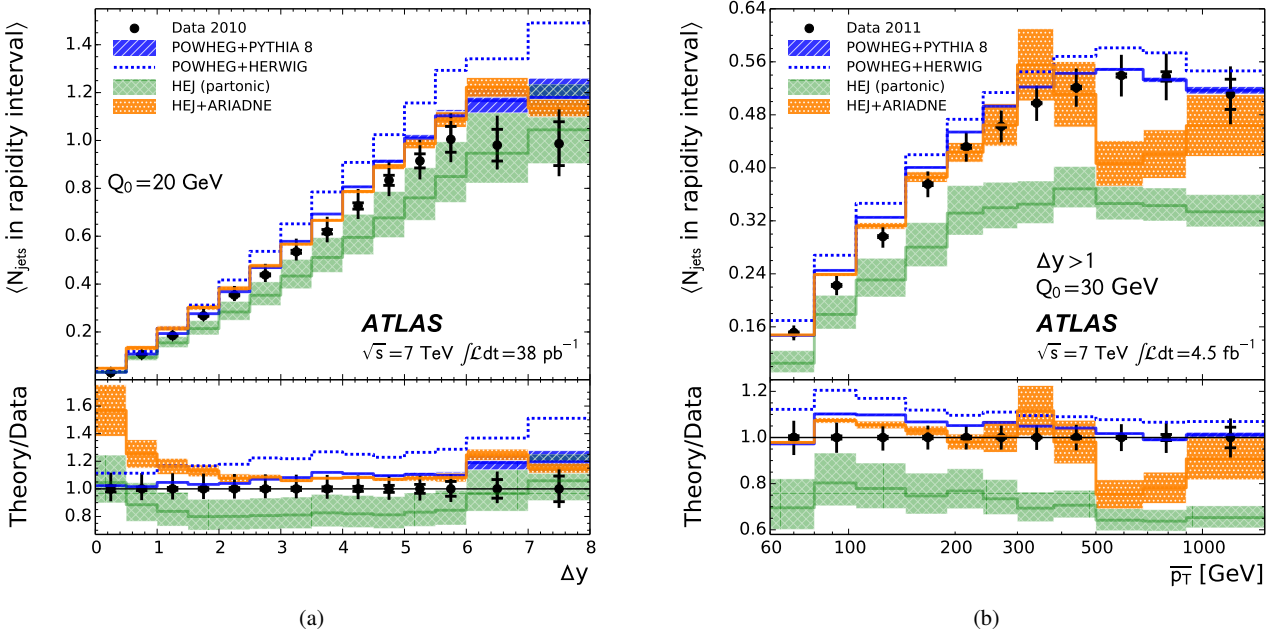 ⟨N_jets in rapidity interval⟩
1.4
1.2
1.0
0.8
0.6
0.4
0.2
Data 2010
POWHEG+PYTHIA 8
POWHEG+HERWIG
HEJ (partonic)
HEJ+ARIADNE
Q₀=20 GeV
ATLAS
√s=7 TeV ∫ℒdt=38 pb⁻¹
Theory/Data
1.6
1.4
1.2
1.0
0.8
0 1 2 3 4 5 6 7 8
Δy
(a)
⟨N_jets in rapidity interval⟩
0.64
0.56
0.48
0.40
0.32
0.24
0.16
Data 2011
POWHEG+PYTHIA 8
POWHEG+HERWIG
HEJ (partonic)
HEJ+ARIADNE
Δy>1
Q₀=30 GeV
ATLAS
√s=7 TeV ∫ℒdt=4.5 fb⁻¹
Theory/Data
1.2
1.0
0.8
0.6
60 100 200 300 500 1000
p̅_T̅ [GeV]
(b)